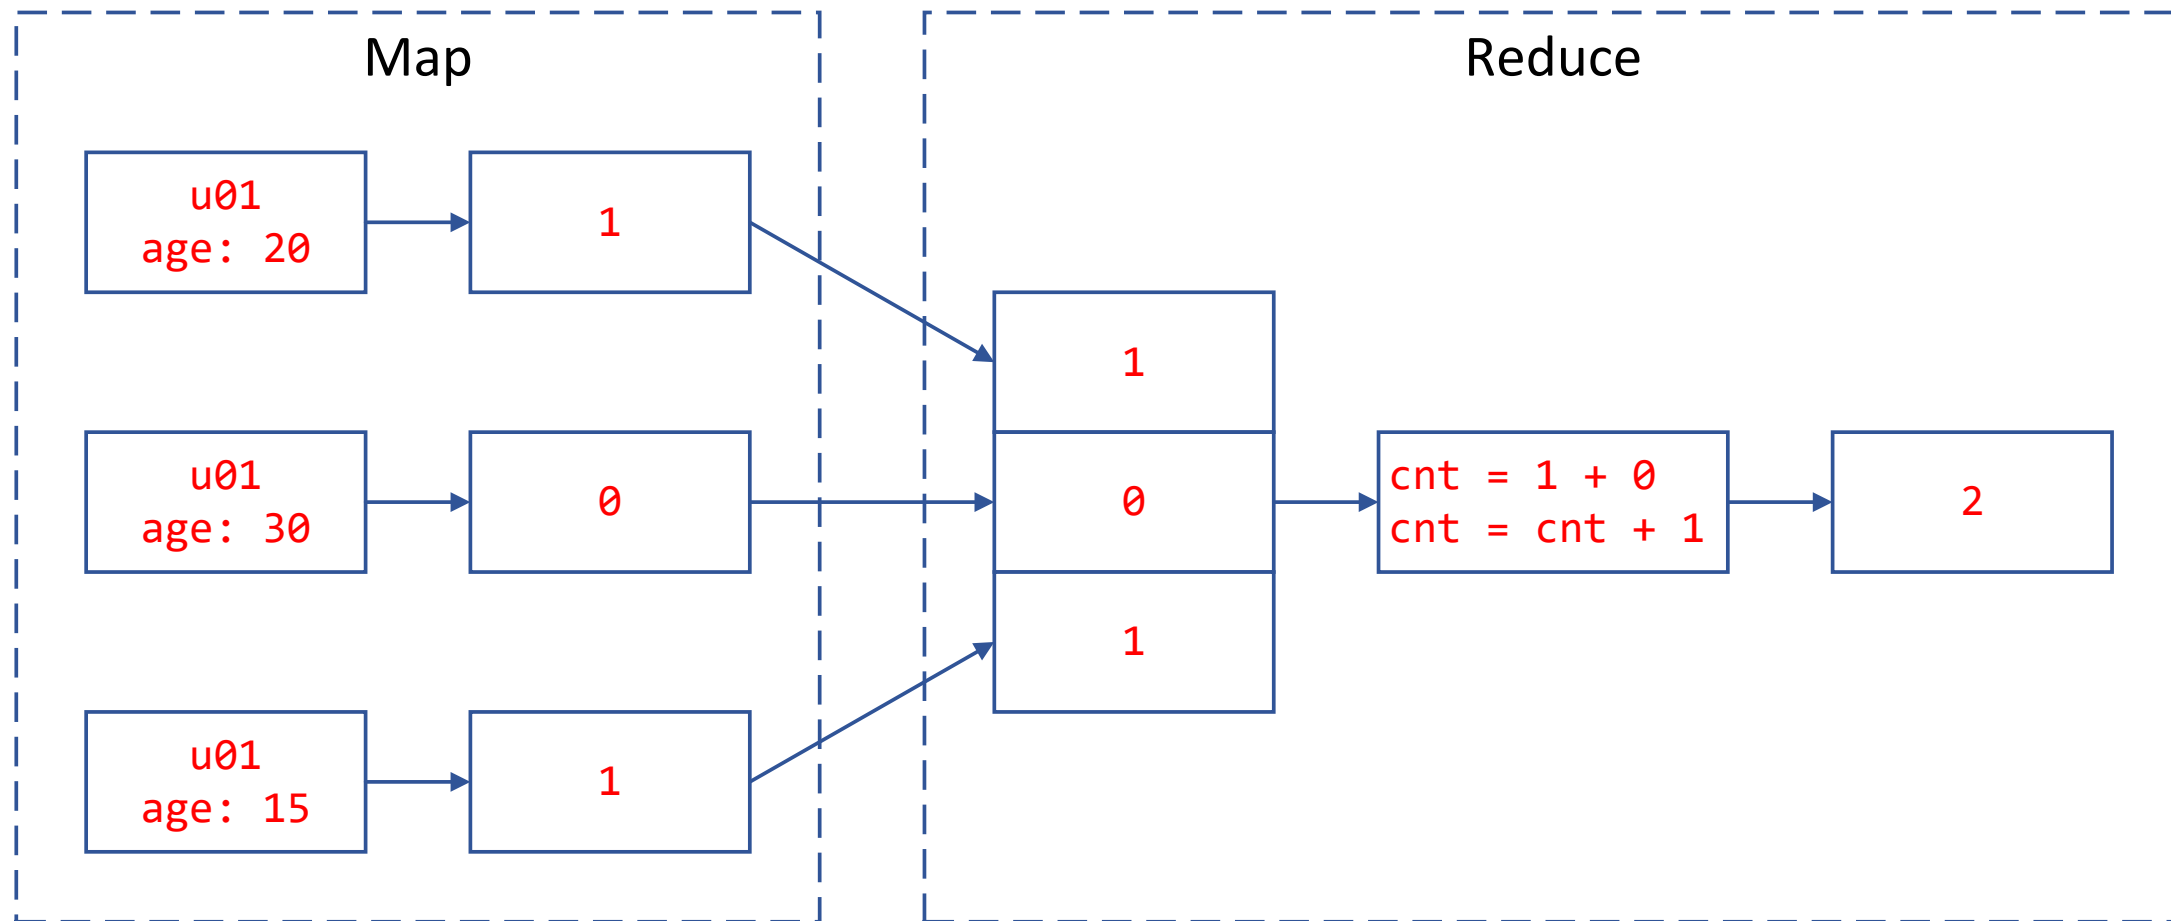 Map
Reduce
u01
age: 20
1
u01
age: 30
0
u01
age: 15
1
1
0
1
cnt = 1 + 0
cnt = cnt + 1
2